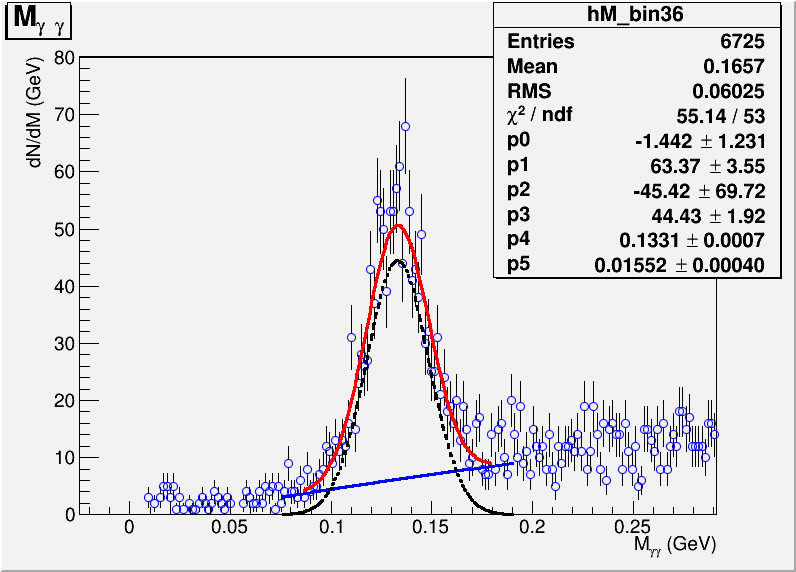 M_γ γ
hM_bin36
Entries 6725
Mean 0.1657
RMS 0.06025
χ² / ndf 55.14 / 53
p0 -1.442 ± 1.231
p1 63.37 ± 3.55
p2 -45.42 ± 69.72
p3 44.43 ± 1.92
p4 0.1331 ± 0.0007
p5 0.01552 ± 0.00040
dN/dM (GeV)
80
70
60
50
40
30
20
10
0
0 0.05 0.1 0.15 0.2 0.25
M_γγ (GeV)